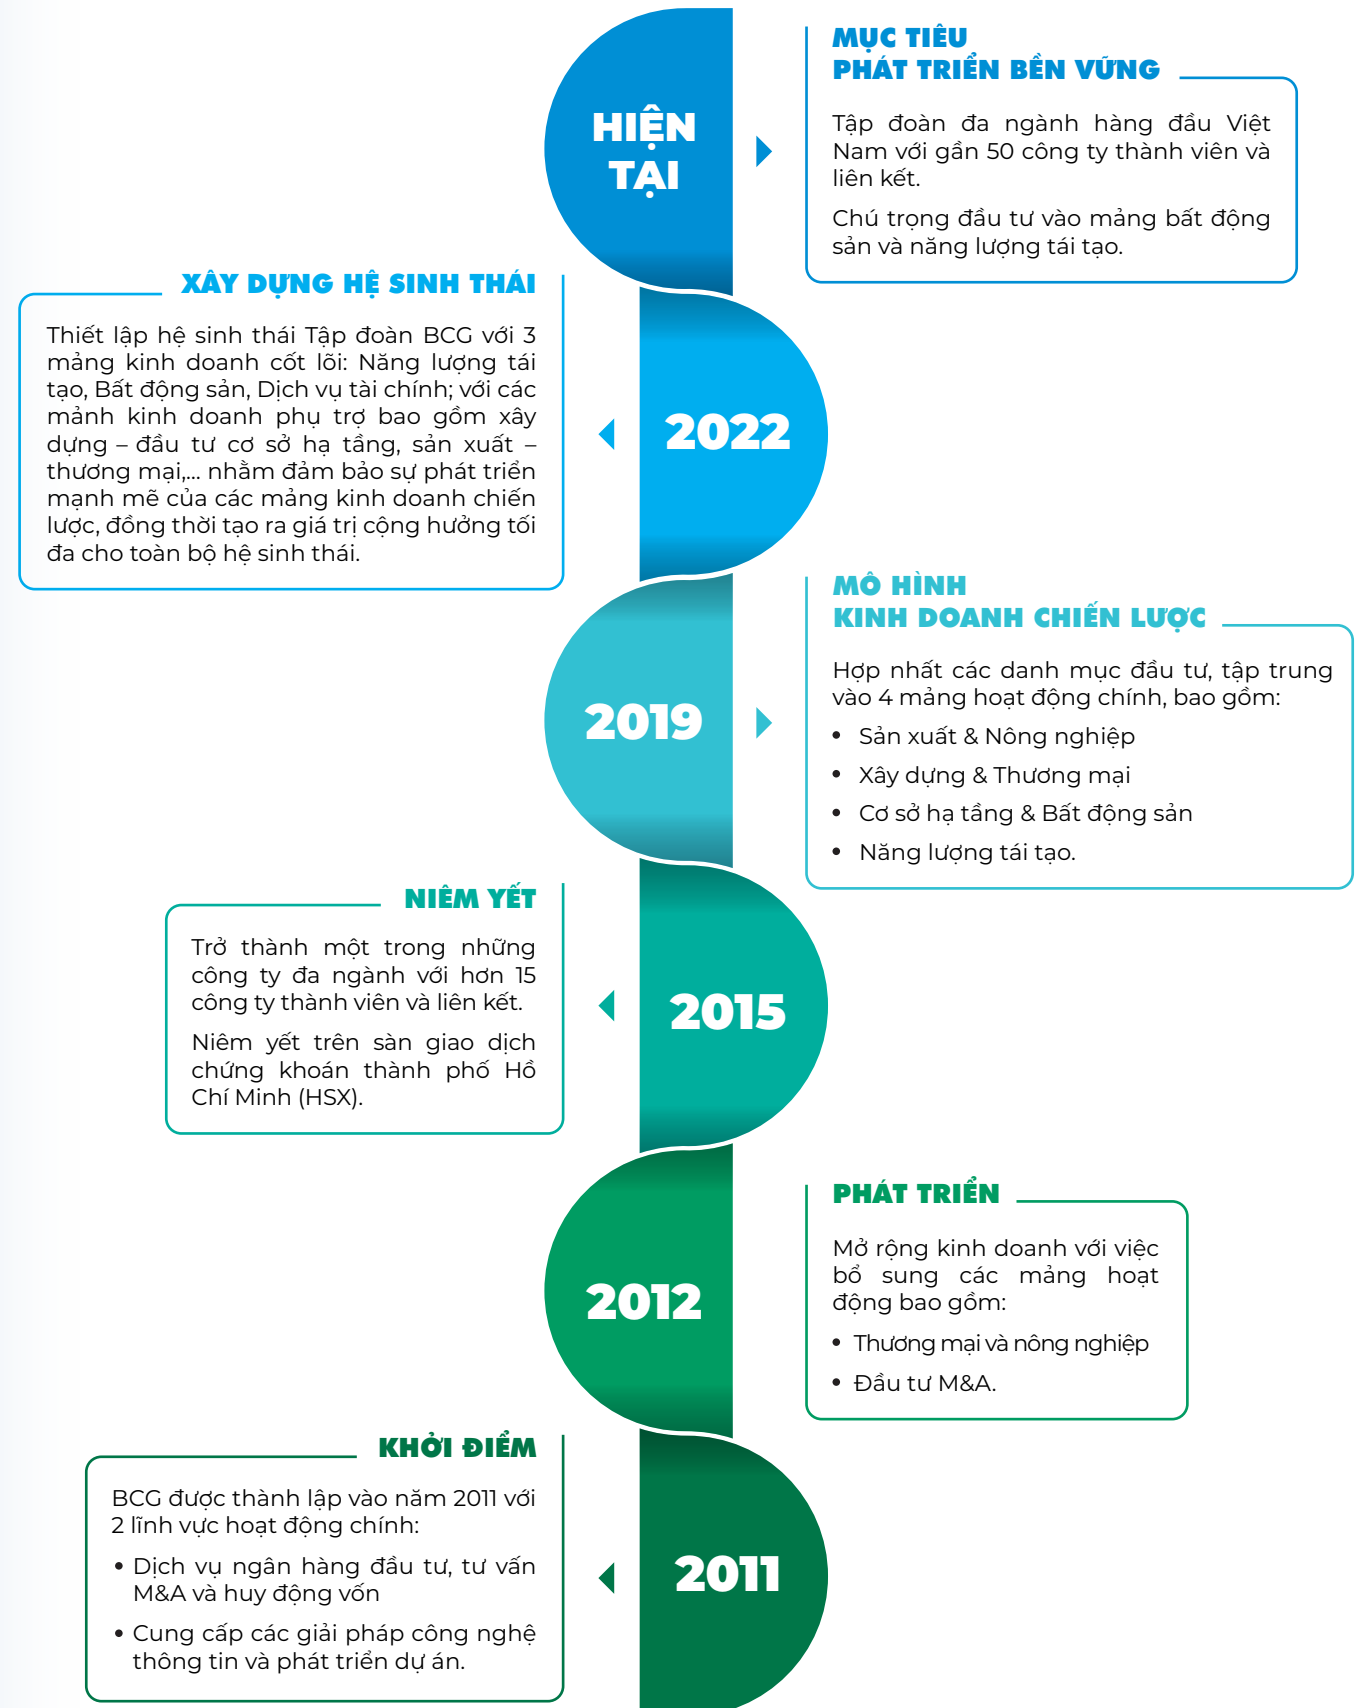 HIỆN
TẠI
MỤC TIÊU
PHÁT TRIỂN BỀN VỮNG
Tập đoàn đa ngành hàng đầu Việt
Nam với gần 50 công ty thành viên và
liên kết.
Chú trọng đầu tư vào mảng bất động
sản và năng lượng tái tạo.
XÂY DỰNG HỆ SINH THÁI
Thiết lập hệ sinh thái Tập đoàn BCG với 3
mảng kinh doanh cốt lõi: Năng lượng tái
tạo, Bất động sản, Dịch vụ tài chính; với các
mảnh kinh doanh phụ trợ bao gồm xây
dựng – đầu tư cơ sở hạ tầng, sản xuất –
thương mại,... nhằm đảm bảo sự phát triển
mạnh mẽ của các mảng kinh doanh chiến
lược, đồng thời tạo ra giá trị cộng hưởng tối
đa cho toàn bộ hệ sinh thái.
2022
MÔ HÌNH
KINH DOANH CHIẾN LƯỢC
Hợp nhất các danh mục đầu tư, tập trung
vào 4 mảng hoạt động chính, bao gồm:
• Sản xuất & Nông nghiệp
• Xây dựng & Thương mại
• Cơ sở hạ tầng & Bất động sản
• Năng lượng tái tạo.
2019
NIÊM YẾT
Trở thành một trong những
công ty đa ngành với hơn 15
công ty thành viên và liên kết.
Niêm yết trên sàn giao dịch
chứng khoán thành phố Hồ
Chí Minh (HSX).
2015
PHÁT TRIỂN
Mở rộng kinh doanh với việc
bổ sung các mảng hoạt
động bao gồm:
• Thương mại và nông nghiệp
• Đầu tư M&A.
2012
KHỞI ĐIỂM
BCG được thành lập vào năm 2011 với
2 lĩnh vực hoạt động chính:
• Dịch vụ ngân hàng đầu tư, tư vấn
M&A và huy động vốn
• Cung cấp các giải pháp công nghệ
thông tin và phát triển dự án.
2011